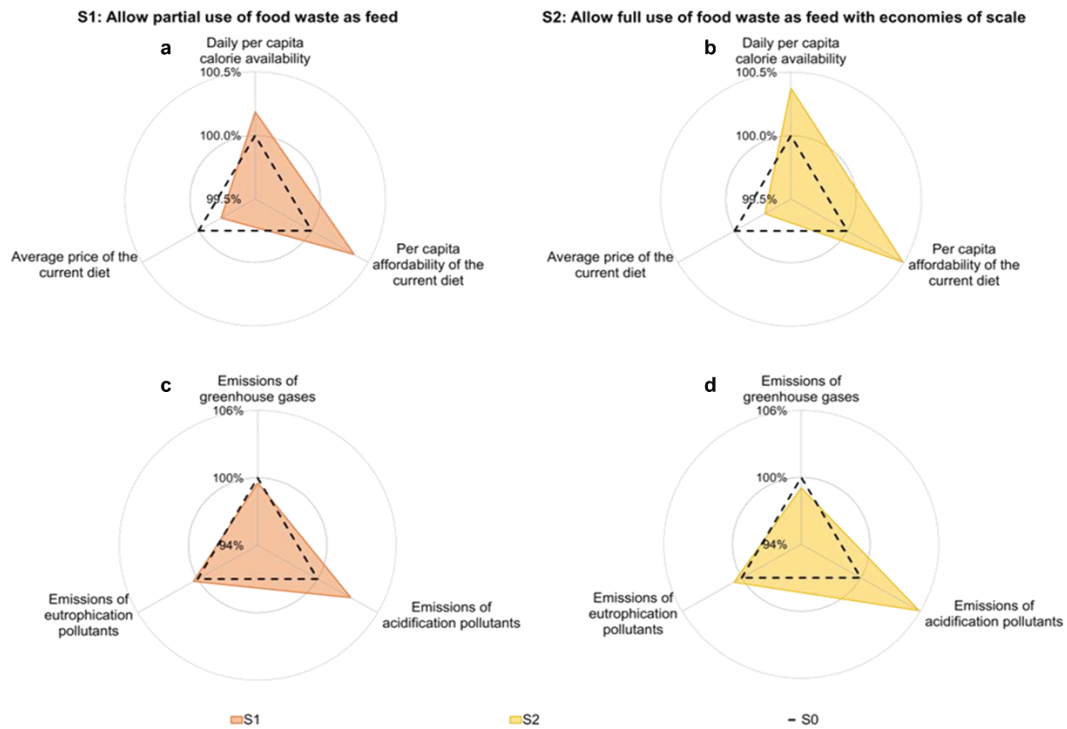 S1: Allow partial use of food waste as feed
S2: Allow full use of food waste as feed with economies of scale
a
Daily per capita
calorie availability
100.5%
100.0%
99.5%
Average price of the
current diet
Per capita
affordability of the
current diet
b
Daily per capita
calorie availability
100.5%
100.0%
99.5%
Average price of the
current diet
Per capita
affordability of the
current diet
c
Emissions of
greenhouse gases
106%
100%
94%
Emissions of
eutrophication
pollutants
Emissions of
acidification pollutants
d
Emissions of
greenhouse gases
106%
100%
94%
Emissions of
eutrophication
pollutants
Emissions of
acidification pollutants
S1
S2
S0